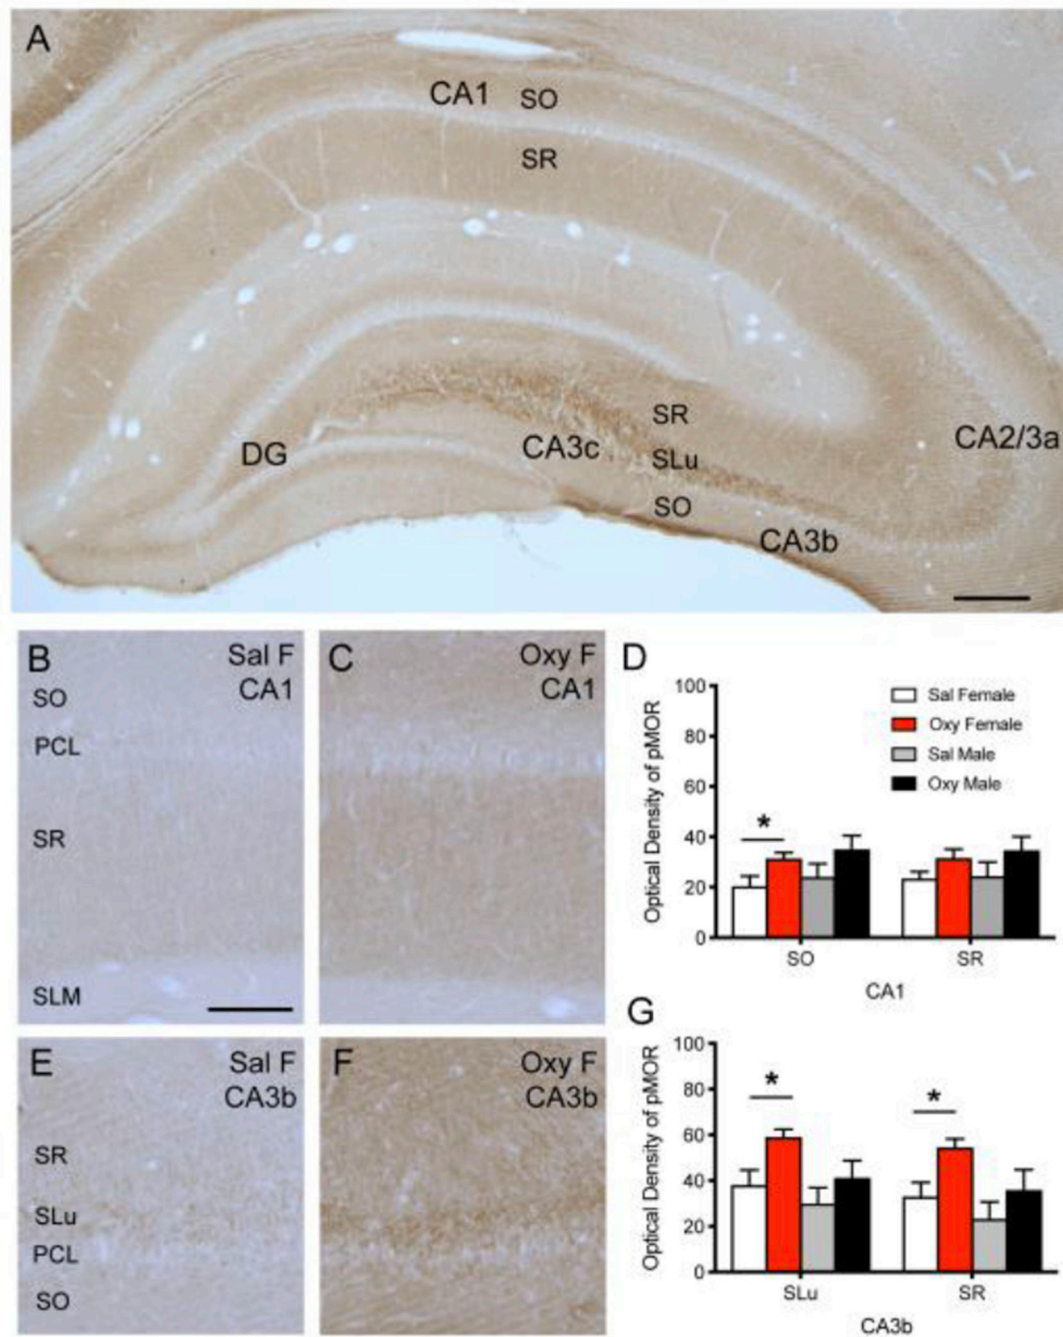 A
CA1 SO
SR
SR
CA2/3a
DG
CA3c
SLu
SO
CA3b
B
Sal F
CA1
SO
PCL
SR
SLM
C
Oxy F
CA1
D
Optical Density of pMOR
100
80
60
40
20
0
Sal Female
Oxy Female
Sal Male
Oxy Male
*
SO
SR
CA1
E
Sal F
CA3b
SR
SLu
PCL
SO
F
Oxy F
CA3b
G
Optical Density of pMOR
100
80
60
40
20
0
*
*
SLu
SR
CA3b